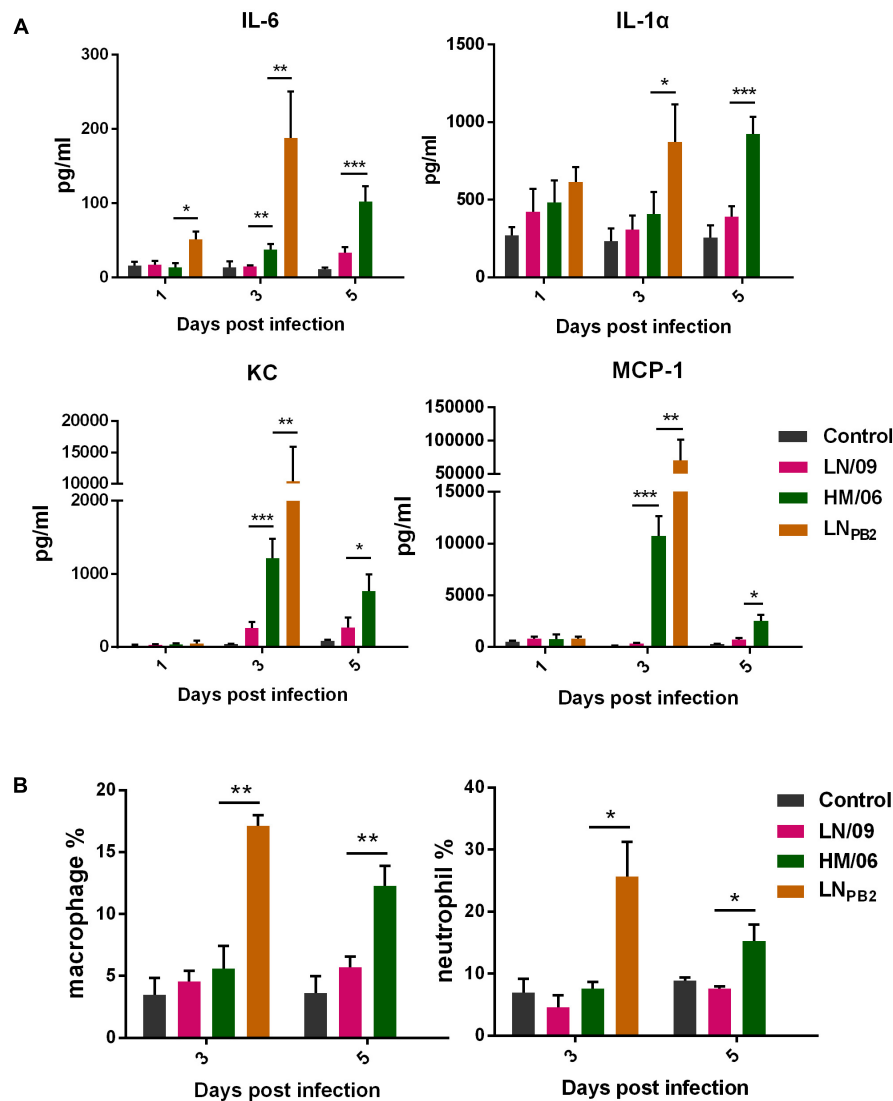 A
IL-6
IL-1α
300
200
100
0
pg/ml
*
**
**
***
1
3
5
Days post infection
1500
1000
500
0
pg/ml
*
***
1
3
5
Days post infection
KC
MCP-1
20000
15000
10000
2000
1000
0
pg/ml
***
**
*
1
3
5
Days post infection
150000
100000
50000
15000
10000
5000
0
pg/ml
***
**
*
1
3
5
Days post infection
Control
LN/09
HM/06
LNPB2
B
20
15
10
5
0
macrophage %
**
**
3
5
Days post infection
40
30
20
10
0
neutrophil %
*
*
3
5
Days post infection
Control
LN/09
HM/06
LNPB2